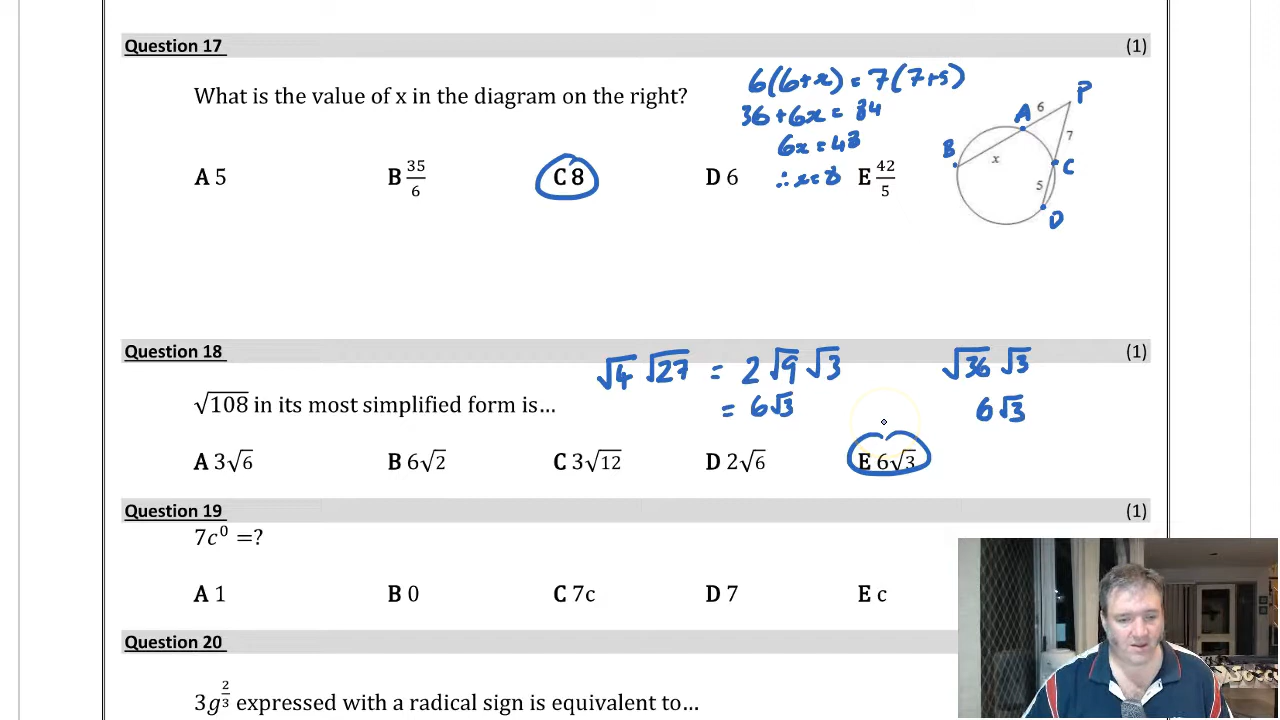 Question 17 (1)
What is the value of x in the diagram on the right?
6(6+x) = 7(7+5)
36+6x = 84
6x = 48
∴ x = 8
A 5 B 35/6 C 8 D 6 E 42/5
P
6
A
7
B
x
C
5
D
Question 18 (1)
√4 √27 = 2√9 √3 √36 √3
= 6√3 6√3
√108 in its most simplified form is…
A 3√6 B 6√2 C 3√12 D 2√6 E 6√3
Question 19 (1)
7c⁰ =?
A 1 B 0 C 7c D 7 E c
Question 20
3g^(2/3) expressed with a radical sign is equivalent to…